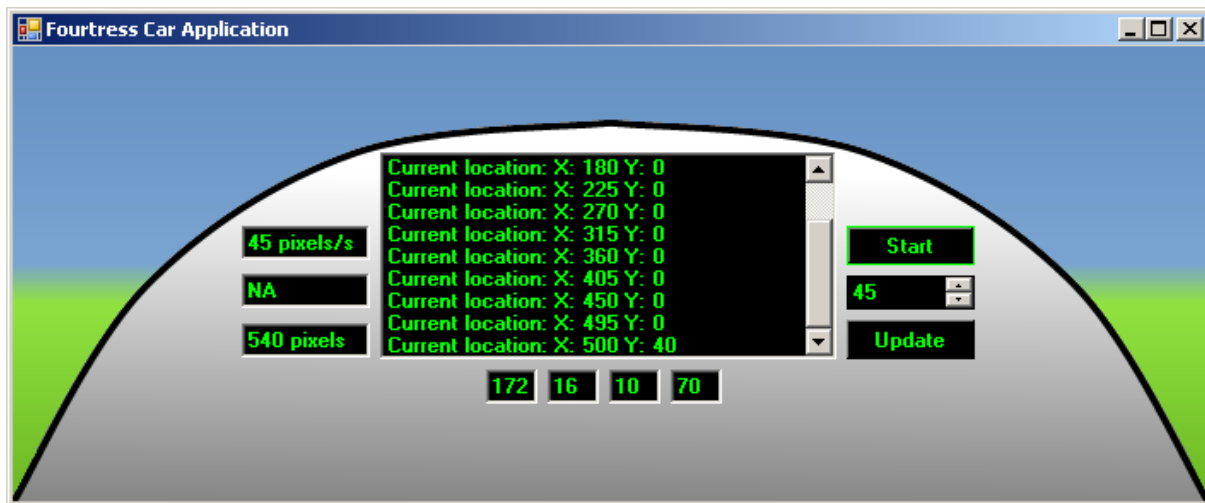 Fourtress Car Application
Current location: X: 180 Y: 0
Current location: X: 225 Y: 0
Current location: X: 270 Y: 0
Current location: X: 315 Y: 0
Current location: X: 360 Y: 0
Current location: X: 405 Y: 0
Current location: X: 450 Y: 0
Current location: X: 495 Y: 0
Current location: X: 500 Y: 40
45 pixels/s
NA
540 pixels
Start
45
Update
172 16 10 70